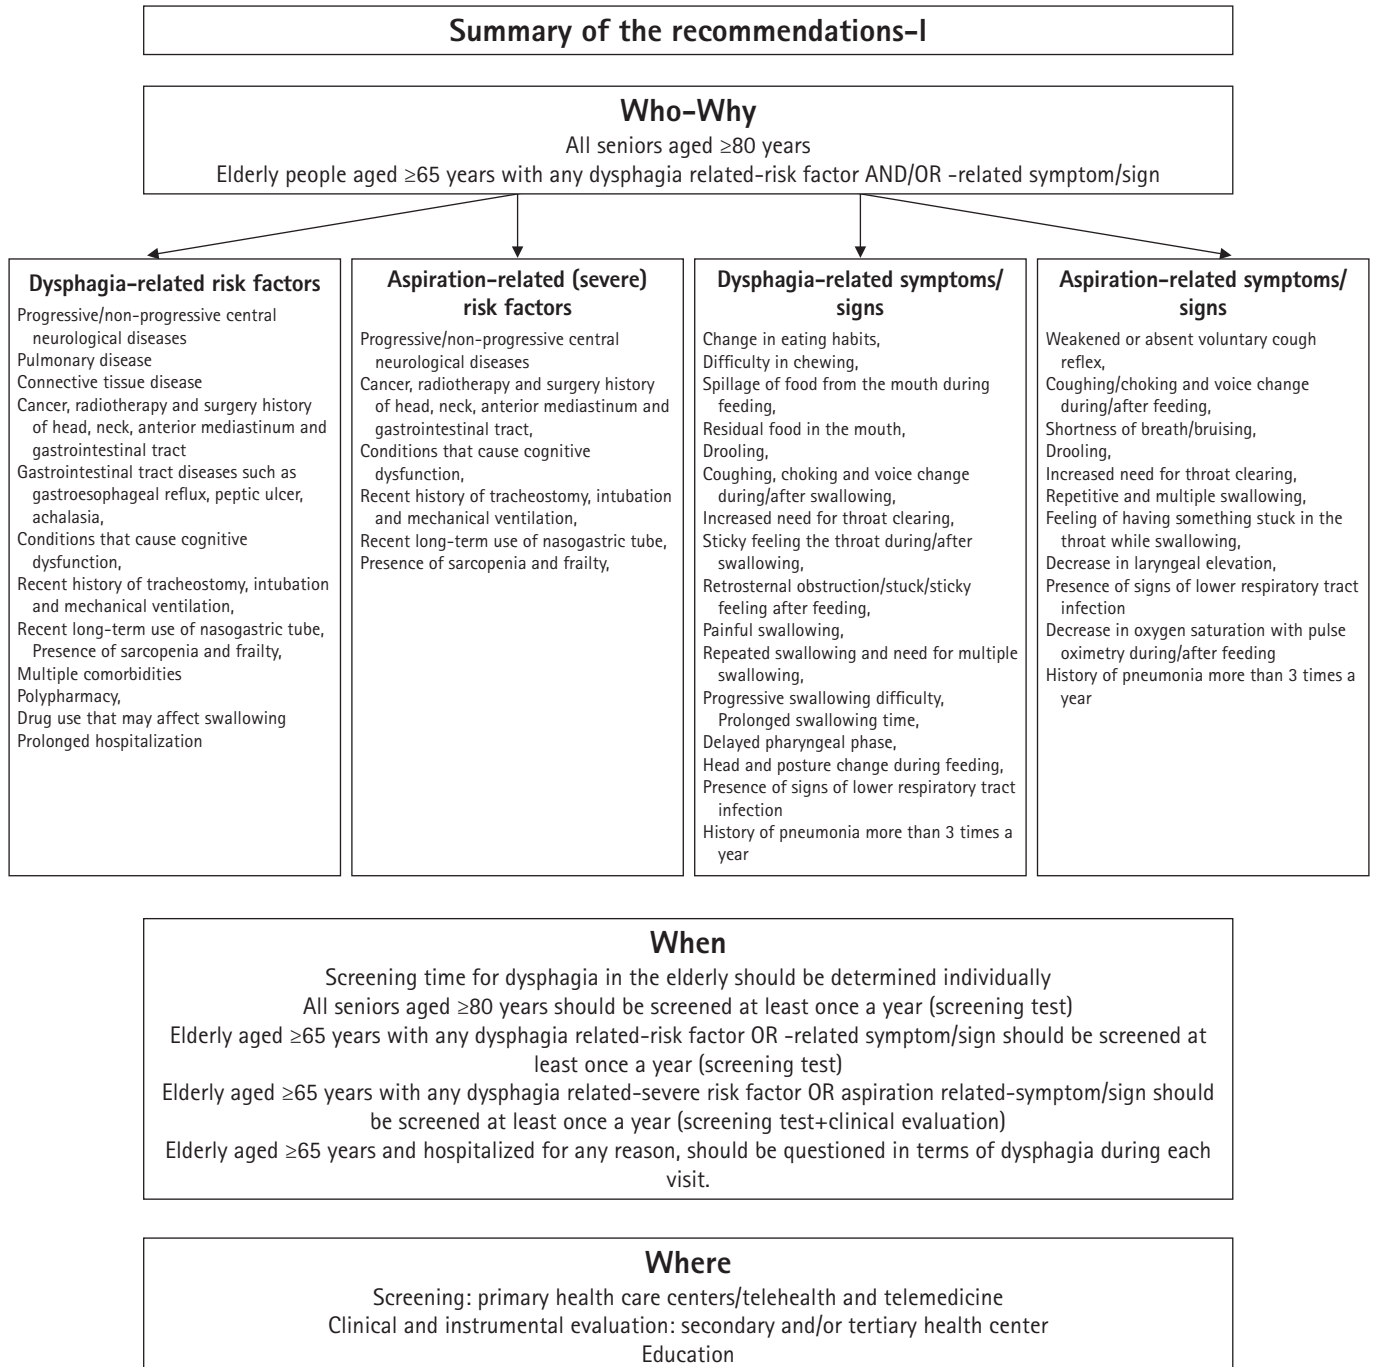 Summary of the recommendations-I
Who-Why
All seniors aged ≥80 years
Elderly people aged ≥65 years with any dysphagia related-risk factor AND/OR -related symptom/sign
Dysphagia-related risk factors
Progressive/non-progressive central
neurological diseases
Pulmonary disease
Connective tissue disease
Cancer, radiotherapy and surgery history
of head, neck, anterior mediastinum and
gastrointestinal tract
Gastrointestinal tract diseases such as
gastroesophageal reflux, peptic ulcer,
achalasia,
Conditions that cause cognitive
dysfunction,
Recent history of tracheostomy, intubation
and mechanical ventilation,
Recent long-term use of nasogastric tube,
Presence of sarcopenia and frailty,
Multiple comorbidities
Polypharmacy,
Drug use that may affect swallowing
Prolonged hospitalization
Aspiration-related (severe)
risk factors
Progressive/non-progressive central
neurological diseases
Cancer, radiotherapy and surgery history
of head, neck, anterior mediastinum and
gastrointestinal tract,
Conditions that cause cognitive
dysfunction,
Recent history of tracheostomy, intubation
and mechanical ventilation,
Recent long-term use of nasogastric tube,
Presence of sarcopenia and frailty,
Dysphagia-related symptoms/
signs
Change in eating habits,
Difficulty in chewing,
Spillage of food from the mouth during
feeding,
Residual food in the mouth,
Drooling,
Coughing, choking and voice change
during/after swallowing,
Increased need for throat clearing,
Sticky feeling the throat during/after
swallowing,
Retrosternal obstruction/stuck/sticky
feeling after feeding,
Painful swallowing,
Repeated swallowing and need for multiple
swallowing,
Progressive swallowing difficulty,
Prolonged swallowing time,
Delayed pharyngeal phase,
Head and posture change during feeding,
Presence of signs of lower respiratory tract
infection
History of pneumonia more than 3 times a
year
Aspiration-related symptoms/
signs
Weakened or absent voluntary cough
reflex,
Coughing/choking and voice change
during/after feeding,
Shortness of breath/bruising,
Drooling,
Increased need for throat clearing,
Repetitive and multiple swallowing,
Feeling of having something stuck in the
throat while swallowing,
Decrease in laryngeal elevation,
Presence of signs of lower respiratory tract
infection
Decrease in oxygen saturation with pulse
oximetry during/after feeding
History of pneumonia more than 3 times a
year
When
Screening time for dysphagia in the elderly should be determined individually
All seniors aged ≥80 years should be screened at least once a year (screening test)
Elderly aged ≥65 years with any dysphagia related-risk factor OR -related symptom/sign should be screened at
least once a year (screening test)
Elderly aged ≥65 years with any dysphagia related-severe risk factor OR aspiration related-symptom/sign should
be screened at least once a year (screening test+clinical evaluation)
Elderly aged ≥65 years and hospitalized for any reason, should be questioned in terms of dysphagia during each
visit.
Where
Screening: primary health care centers/telehealth and telemedicine
Clinical and instrumental evaluation: secondary and/or tertiary health center
Education